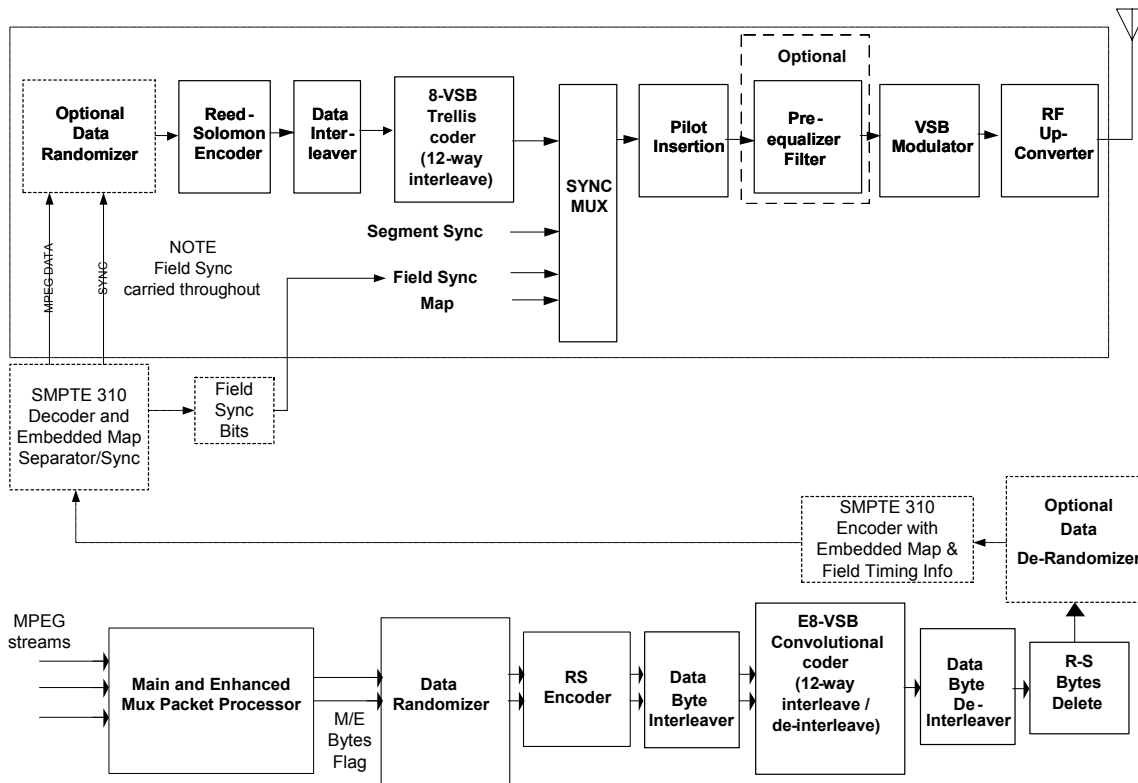 Optional
Optional
Data
Randomizer
Reed-
Solomon
Encoder
Data
Inter-
leaver
8-VSB
Trellis
coder
(12-way
interleave)
SYNC
MUX
Pilot
Insertion
Pre-
equalizer
Filter
VSB
Modulator
RF
Up-
Converter
Segment Sync
Field Sync
Map
MPEG DATA
SYNC
NOTE
Field Sync
carried throughout
SMPTE 310
Decoder and
Embedded Map
Separator/Sync
Field
Sync
Bits
SMPTE 310
Encoder with
Embedded Map &
Field Timing Info
Optional
Data
De-Randomizer
MPEG
streams
Main and Enhanced
Mux Packet Processor
M/E
Bytes
Flag
Data
Randomizer
RS
Encoder
Data
Byte
Interleaver
E8-VSB
Convolutional
coder
(12-way
interleave /
de-interleave)
Data
Byte
De-
Interleaver
R-S
Bytes
Delete